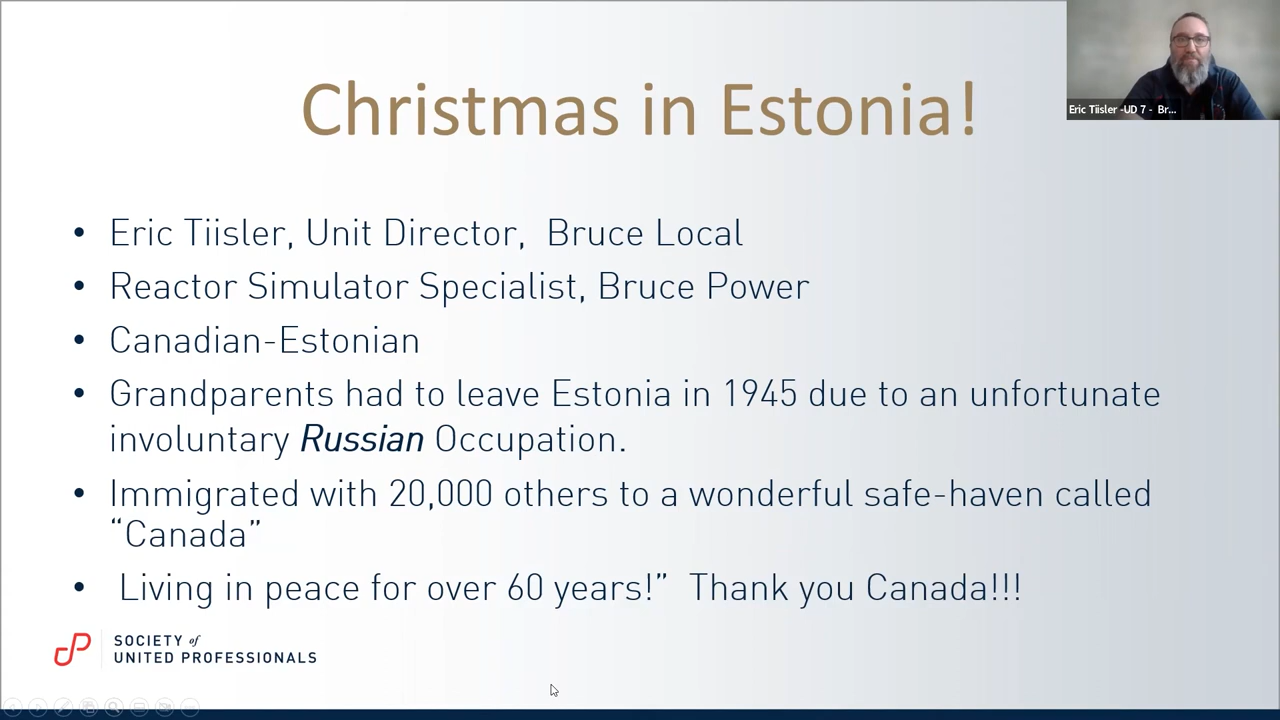 Christmas in Estonia!
Eric Tiisler -UD 7 - Br...
• Eric Tiisler, Unit Director,  Bruce Local
• Reactor Simulator Specialist, Bruce Power
• Canadian-Estonian
• Grandparents had to leave Estonia in 1945 due to an unfortunate
involuntary Russian Occupation.
• Immigrated with 20,000 others to a wonderful safe-haven called
“Canada”
• Living in peace for over 60 years!”  Thank you Canada!!!
SOCIETY of
UNITED PROFESSIONALS